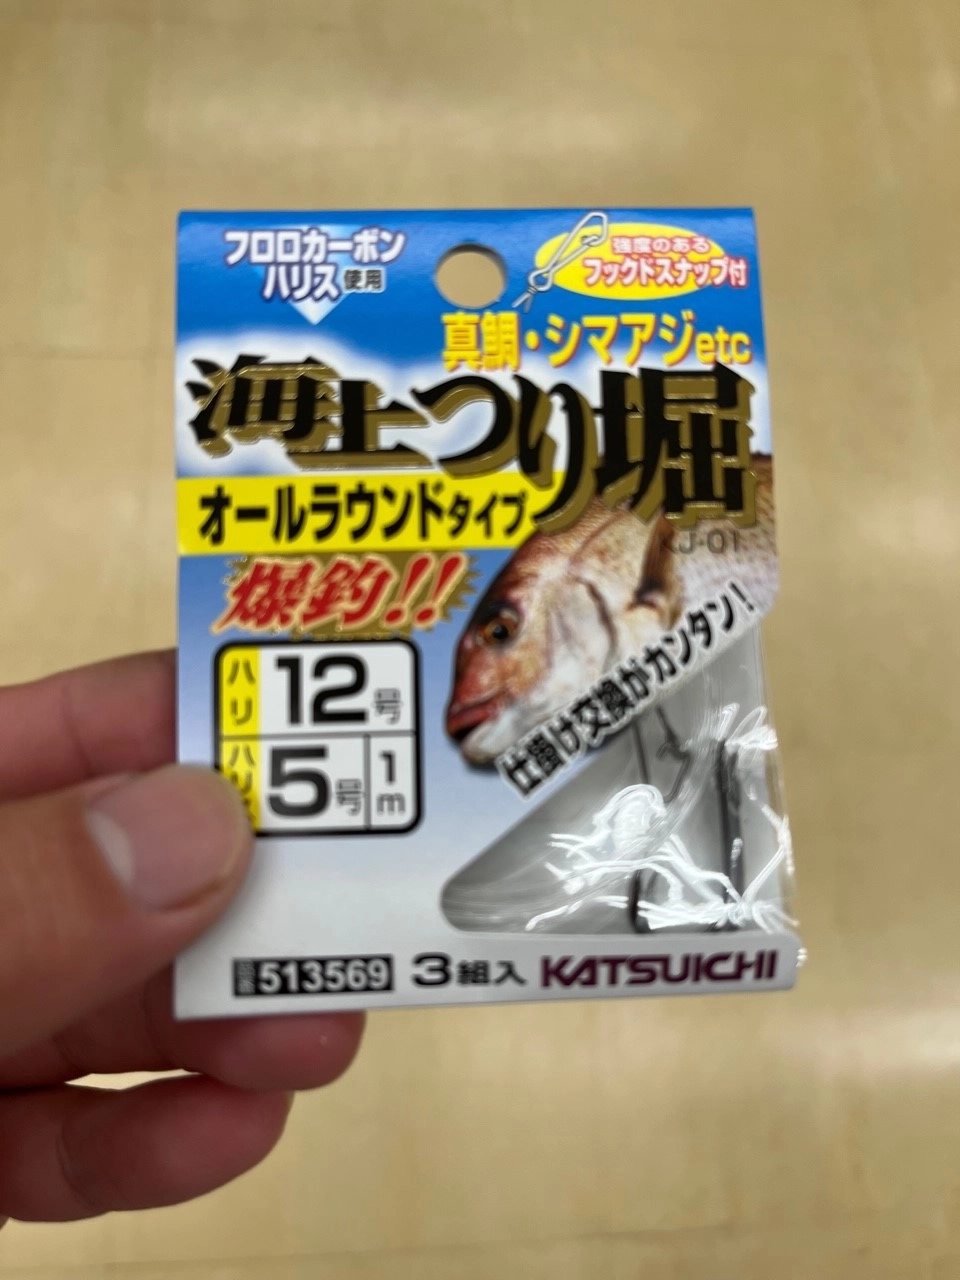 フロロカーボン
ハリス使用
強度のある
フックドスナップ付
真鯛・シマアジetc
海上つり堀
オールラウンドタイプ
KJ-01
爆釣!!
仕掛け交換がカンタン!
ハリ 12号
ハリス 5号 1m
513569 3組入 KATSUICHI